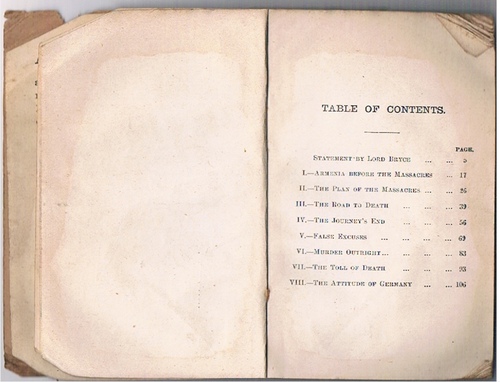 TABLE OF CONTENTS.
PAGE.
STATEMENT BY LORD BRYCE ... ... 5
I.—ARMENIA BEFORE THE MASSACRES ... 17
II.—THE PLAN OF THE MASSACRES ... ... 26
III.—THE ROAD TO DEATH ... ... ... 39
IV.—THE JOURNEY'S END ... ... ... 56
V.—FALSE EXCUSES ... ... ... ... 69
VI.—MURDER OUTRIGHT... ... ... ... 83
VII.—THE TOLL OF DEATH ... ... ... 93
VIII.—THE ATTITUDE OF GERMANY ... ... 106